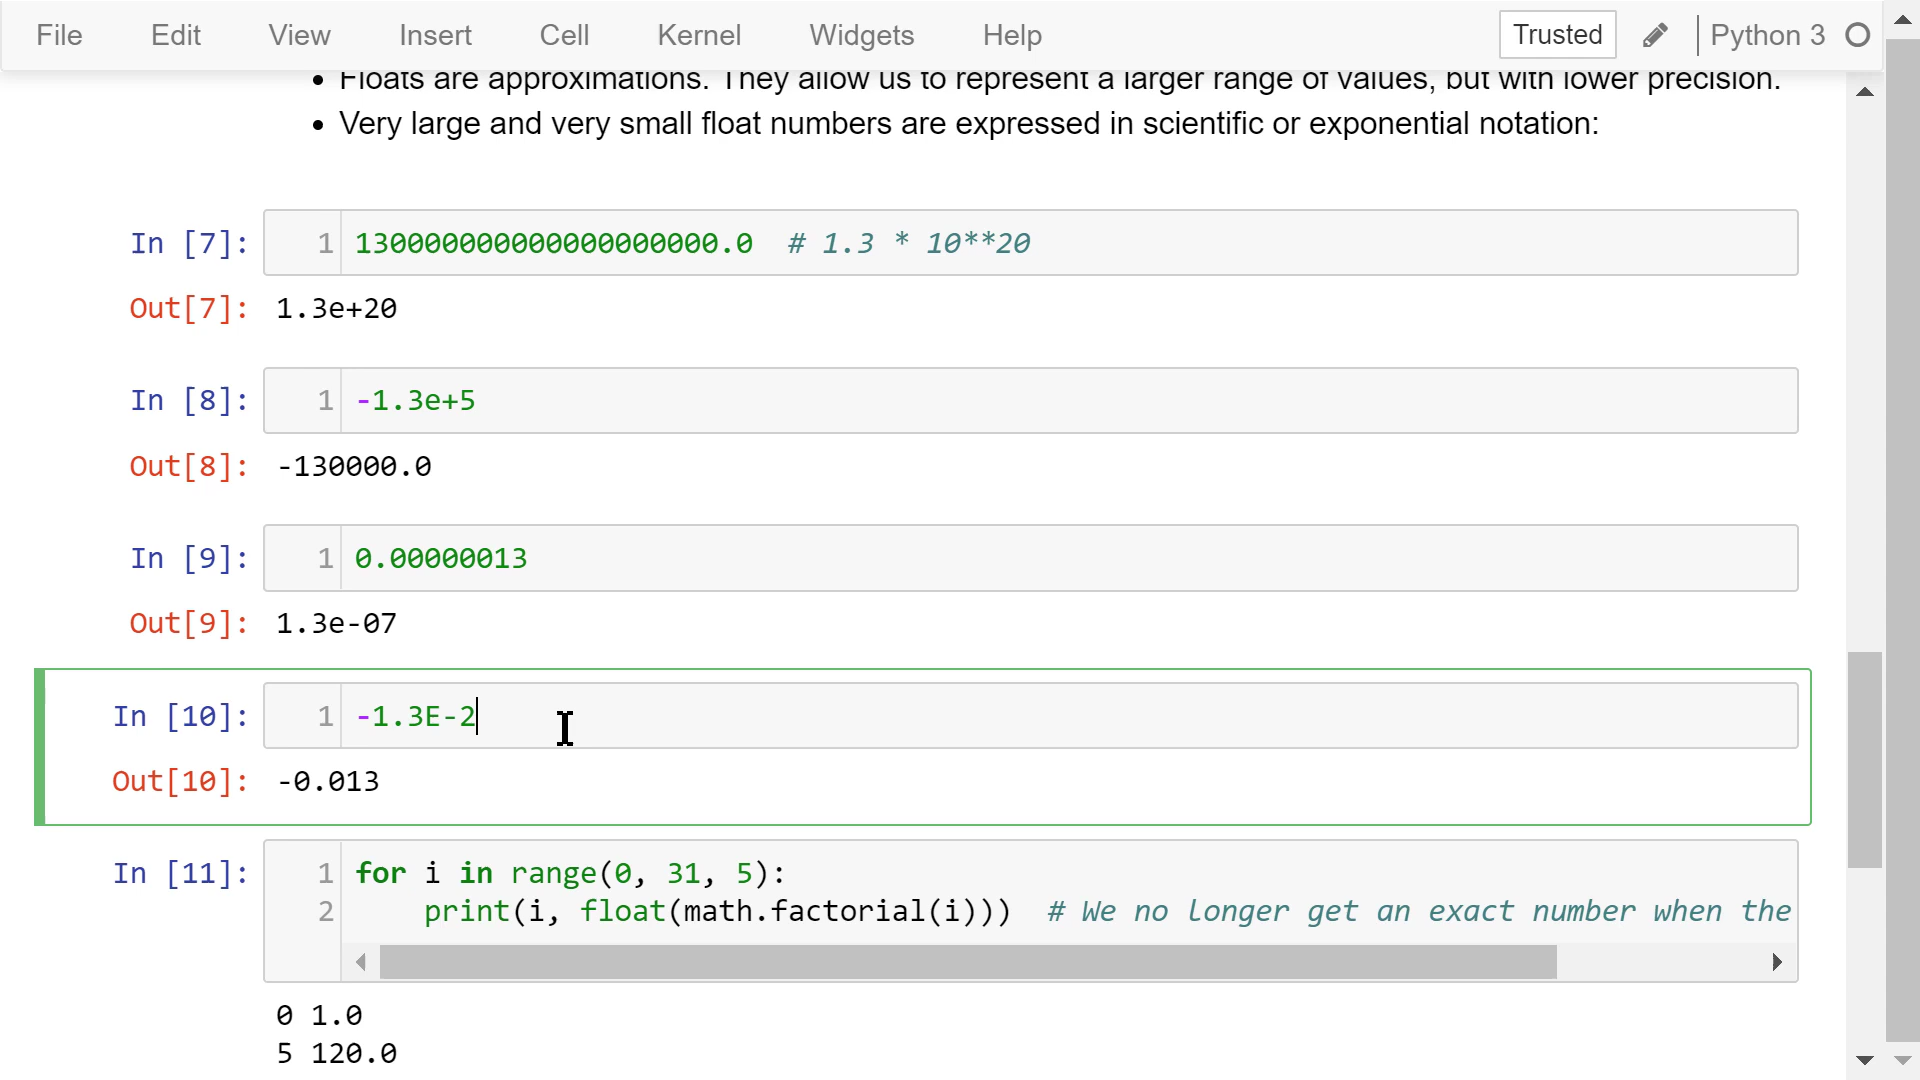 File Edit View Insert Cell Kernel Widgets Help Trusted Python 3
Floats are approximations. They allow us to represent a larger range of values, but with lower precision.
Very large and very small float numbers are expressed in scientific or exponential notation:
In [7]: 1 130000000000000000000.0 # 1.3 * 10**20
Out[7]: 1.3e+20
In [8]: 1 -1.3e+5
Out[8]: -130000.0
In [9]: 1 0.00000013
Out[9]: 1.3e-07
In [10]: 1 -1.3E-2
Out[10]: -0.013
In [11]: 1 for i in range(0, 31, 5):
2 print(i, float(math.factorial(i))) # We no longer get an exact number when the
0 1.0
5 120.0